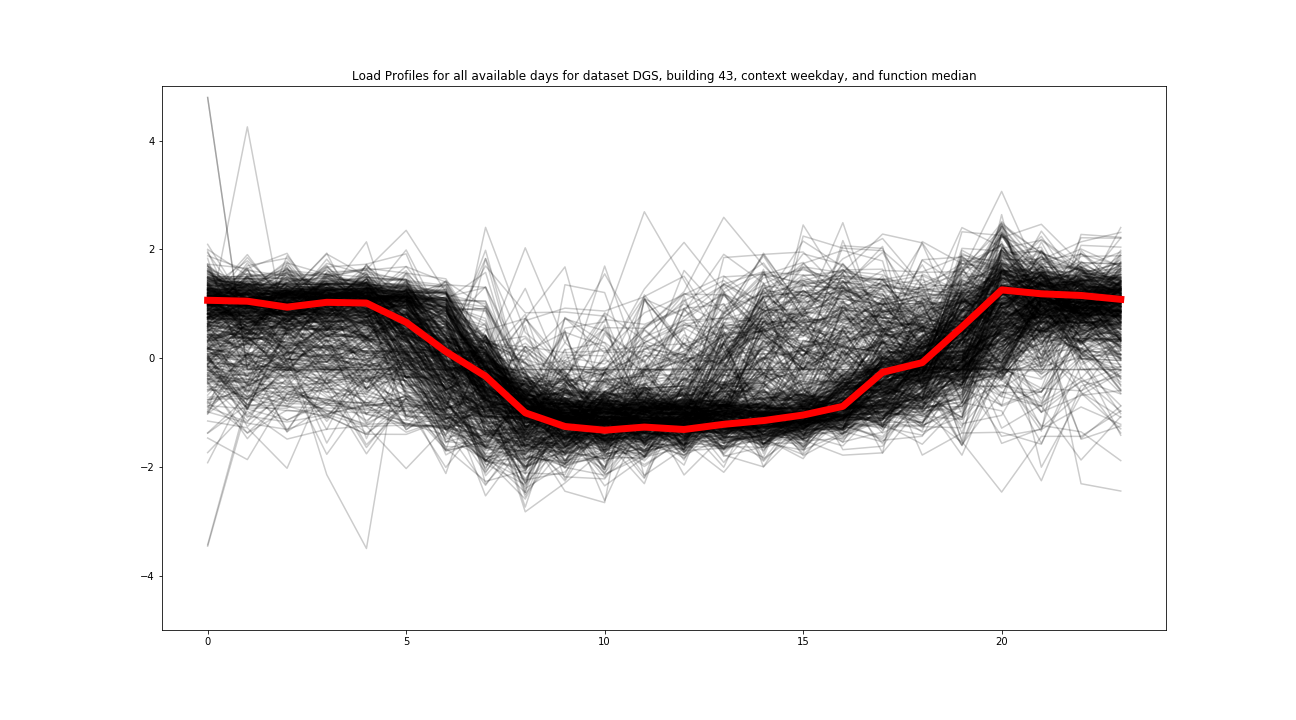 Load Profiles for all available days for dataset DGS, building 43, context weekday, and function median
4
2
0
−2
−4
0 5 10 15 20